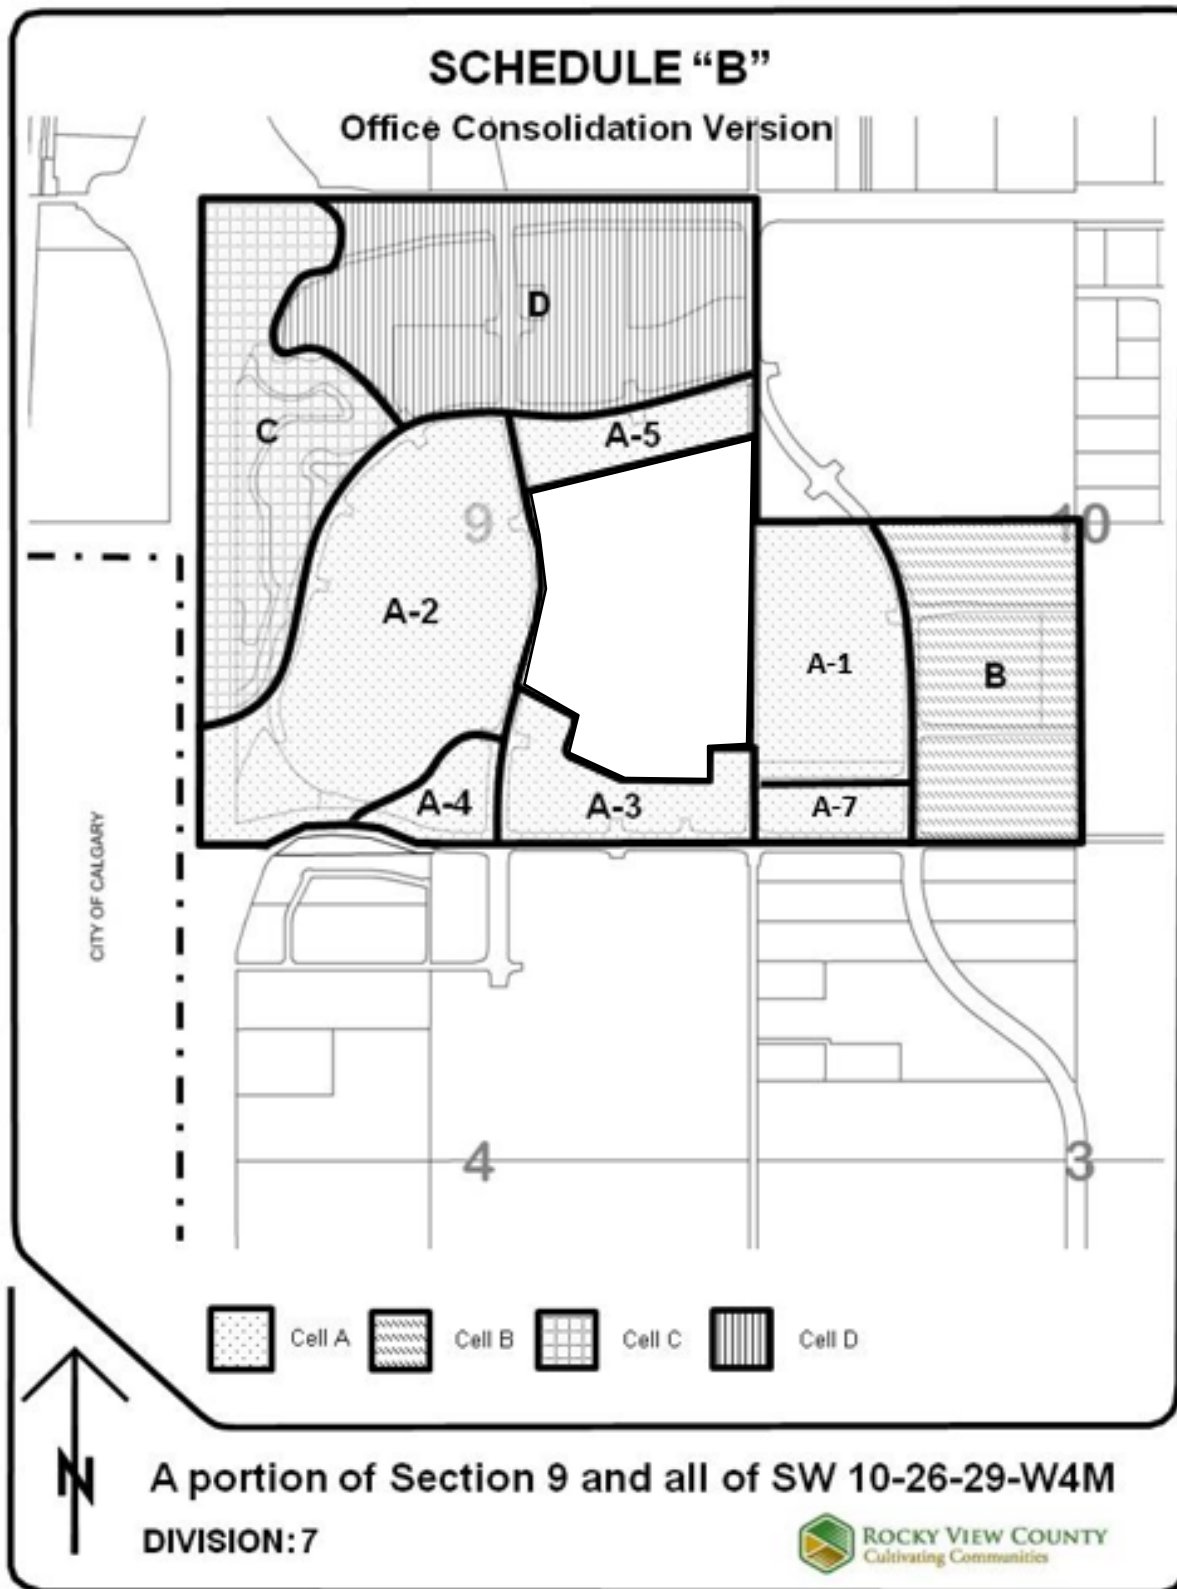 SCHEDULE “B”
Office Consolidation Version
D
C
A-5
9
10
A-2
A-1
B
A-4
A-3
A-7
CITY OF CALGARY
4
3
Cell A
Cell B
Cell C
Cell D
N
A portion of Section 9 and all of SW 10-26-29-W4M
DIVISION: 7
ROCKY VIEW COUNTY
Cultivating Communities